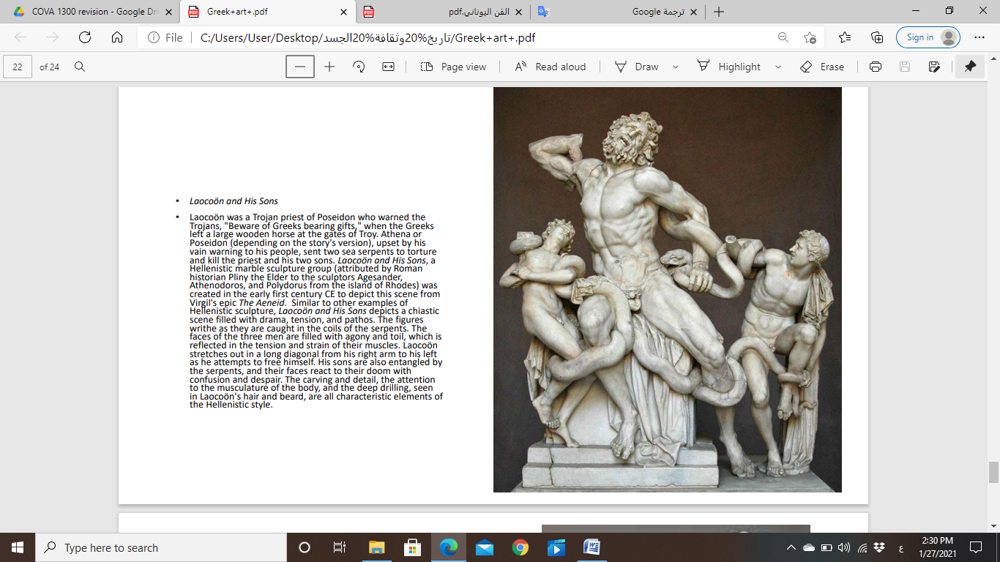 COVA 1300 revision - Google Dri
Greek+art+.pdf
الفن اليوناني.pdf
ترجمة Google
File
C:/Users/User/Desktop/تاريخ%20وثقافة%20الجسد/Greek+art+.pdf
Sign in
22
of 24
Page view
Read aloud
Draw
Highlight
Erase
• Laocoön and His Sons
• Laocoön was a Trojan priest of Poseidon who warned the
Trojans, "Beware of Greeks bearing gifts," when the Greeks
left a large wooden horse at the gates of Troy. Athena or
Poseidon (depending on the story's version), upset by his
vain warning to his people, sent two sea serpents to torture
and kill the priest and his two sons. Laocoön and His Sons, a
Hellenistic marble sculpture group (attributed by Roman
historian Pliny the Elder to the sculptors Agesander,
Athenodoros, and Polydorus from the island of Rhodes) was
created in the early first century CE to depict this scene from
Virgil's epic The Aeneid. Similar to other examples of
Hellenistic sculpture, Laocoön and His Sons depicts a chiastic
scene filled with drama, tension, and pathos. The figures
writhe as they are caught in the coils of the serpents. The
faces of the three men are filled with agony and toil, which is
reflected in the tension and strain of their muscles. Laocoön
stretches out in a long diagonal from his right arm to his left
as he attempts to free himself. His sons are also entangled by
the serpents, and their faces react to their doom with
confusion and despair. The carving and detail, the attention
to the musculature of the body, and the deep drilling, seen
in Laocoön's hair and beard, are all characteristic elements of
the Hellenistic style.
Type here to search
ع
2:30 PM
1/27/2021